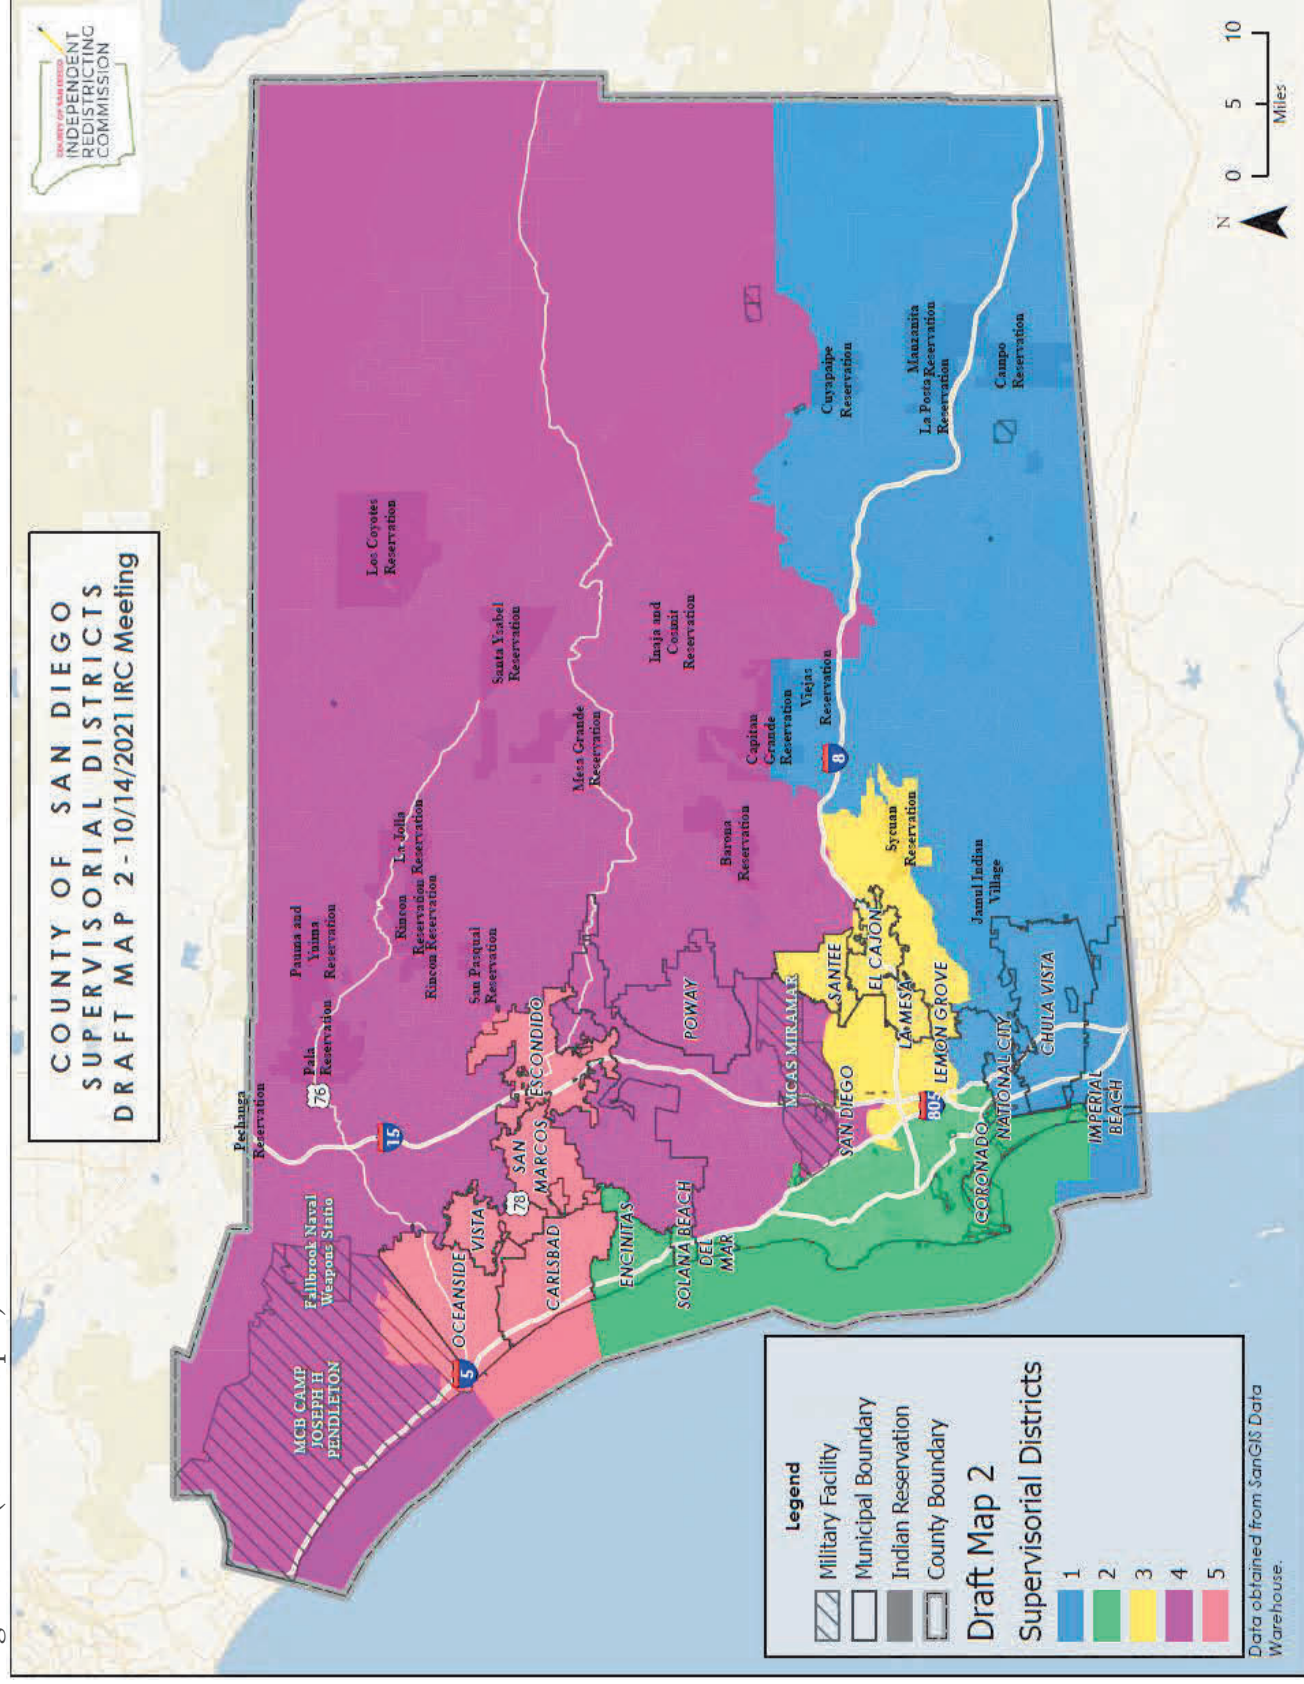 COUNTY OF SAN DIEGO
SUPERVISORIAL DISTRICTS
DRAFT MAP 2 - 10/14/2021 IRC Meeting
COUNTY OF SAN DIEGO
INDEPENDENT
REDISTRICTING
COMMISSION
Pechanga
Reservation
Pala
Reservation
Pauma and
Yuima
Reservation
76
15
Fallbrook Naval
Weapons Statio
MCB CAMP
JOSEPH H
PENDLETON
Rincon
Reservation
La Jolla
Reservation
Rincon Reservation
San Pasqual
Reservation
Los Coyotes
Reservation
Santa Ysabel
Reservation
Mesa Grande
Reservation
Inaja and
Cosmit
Reservation
Barona
Reservation
Capitan
Grande
Reservation
Viejas
Reservation
8
Cuyapaipe
Reservation
Manzanita
Reservation
La Posta
Reservation
Campo
Reservation
Sycuan
Reservation
Jamul Indian
Village
OCEANSIDE
VISTA
SAN
MARCOS
78
ESCONDIDO
5
CARLSBAD
ENCINITAS
SOLANA BEACH
DEL
MAR
POWAY
MCAS MIRAMAR
SANTEE
EL CAJON
LA MESA
LEMON GROVE
SAN DIEGO
805
NATIONAL CITY
CORONADO
CHULA VISTA
IMPERIAL
BEACH
Legend
Military Facility
Municipal Boundary
Indian Reservation
County Boundary
Draft Map 2
Supervisorial Districts
1
2
3
4
5
Data obtained from SanGIS Data
Warehouse.
N
0 5 10
Miles